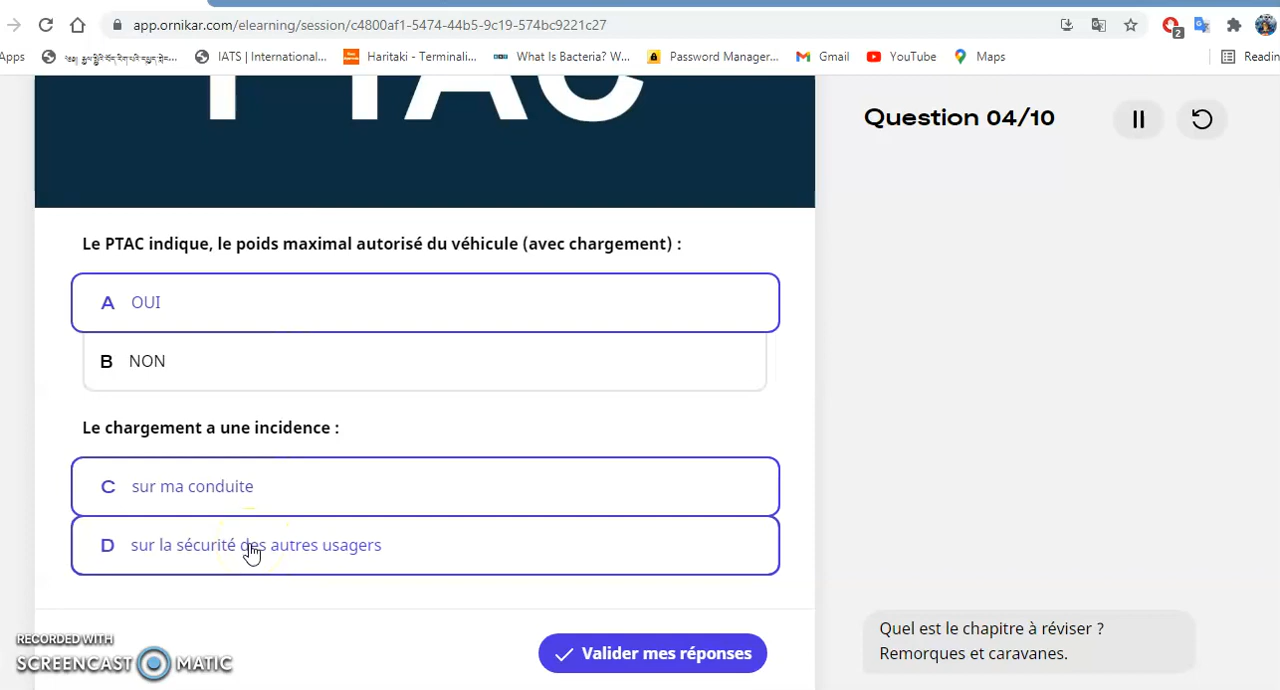 app.ornikar.com/elearning/session/c4800af1-5474-44b5-9c19-574bc9221c27
2
Apps
IATS | International...
Haritaki - Terminali...
What Is Bacteria? W...
Password Manager...
Gmail
YouTube
Maps
Readin
PTAC
Question 04/10
Le PTAC indique, le poids maximal autorisé du véhicule (avec chargement) :
A OUI
B NON
Le chargement a une incidence :
C sur ma conduite
D sur la sécurité des autres usagers
Valider mes réponses
Quel est le chapitre à réviser ?
Remorques et caravanes.
RECORDED WITH
SCREENCAST MATIC